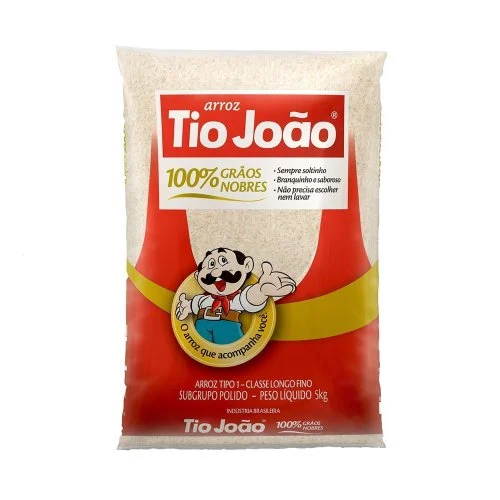 arroz
Tio João®
100% GRÃOS
NOBRES
• Sempre soltinho
• Branquinho e saboroso
• Não precisa escolher
nem lavar
O arroz que acompanha você.
ARROZ TIPO 1 – CLASSE LONGO FINO
SUBGRUPO POLIDO – PESO LÍQUIDO 5kg
INDÚSTRIA BRASILEIRA
Tio João
100% GRÃOS
NOBRES